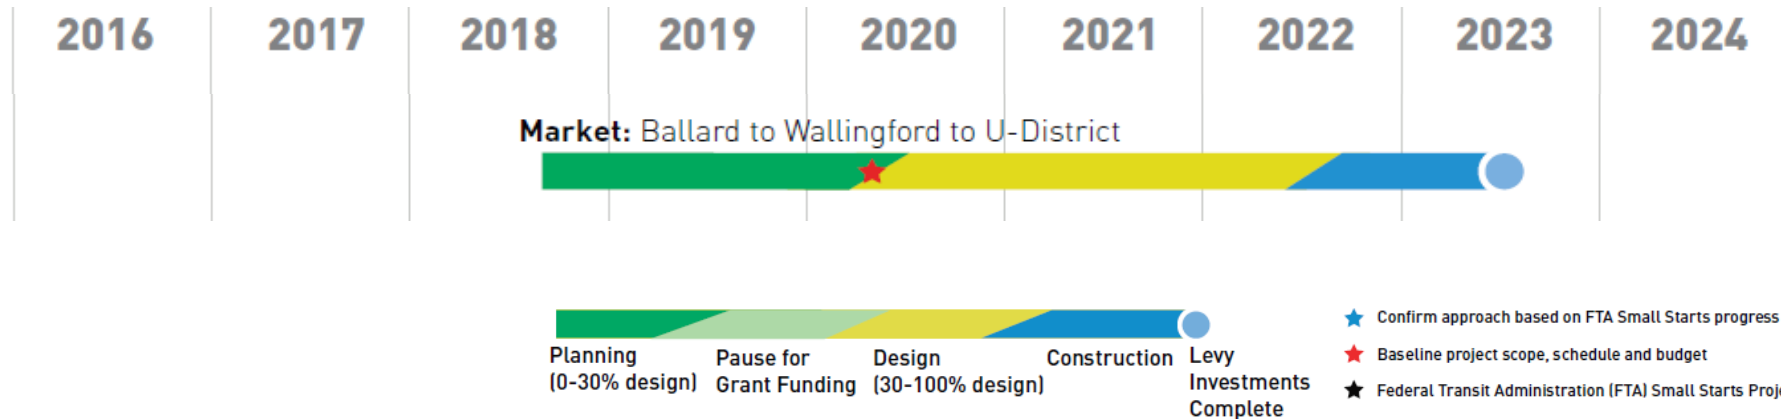 2016 2017 2018 2019 2020 2021 2022 2023 2024
Market: Ballard to Wallingford to U-District
Planning
(0-30% design)
Pause for
Grant Funding
Design
(30-100% design)
Construction
Levy
Investments
Complete
Confirm approach based on FTA Small Starts progress
Baseline project scope, schedule and budget
Federal Transit Administration (FTA) Small Starts